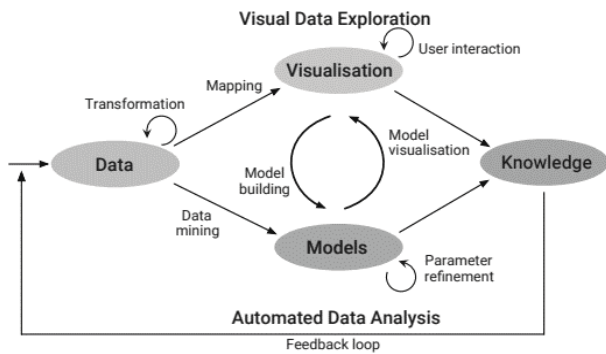 Visual Data Exploration
User interaction
Visualisation
Mapping
Transformation
Data
Model
building
Model
visualisation
Knowledge
Data
mining
Models
Parameter
refinement
Automated Data Analysis
Feedback loop